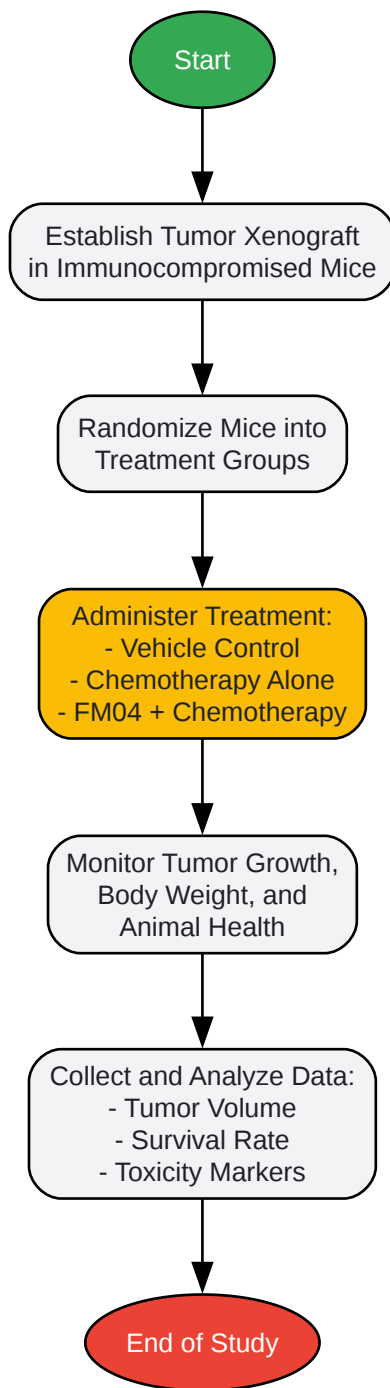 Start
Establish Tumor Xenograft
in Immunocompromised Mice
Randomize Mice into
Treatment Groups
Administer Treatment:
- Vehicle Control
- Chemotherapy Alone
- FM04 + Chemotherapy
Monitor Tumor Growth,
Body Weight, and
Animal Health
Collect and Analyze Data:
- Tumor Volume
- Survival Rate
- Toxicity Markers
End of Study